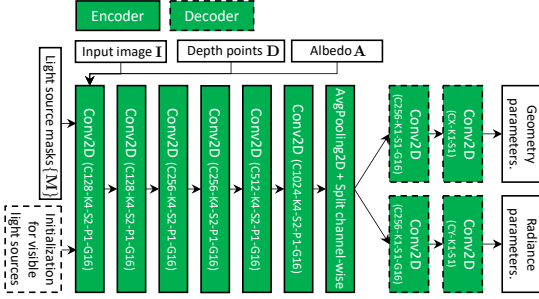 Encoder
Decoder
Input image I
Depth points D
Albedo A
Light source masks{M}
Initialization
for visible
light sources
Conv2D (C128-K4-S2-P1-G16)
Conv2D (C128-K4-S2-P1-G16)
Conv2D (C256-K4-S2-P1-G16)
Conv2D (C256-K4-S2-P1-G16)
Conv2D (C512-K4-S2-P1-G16)
Conv2D (C1024-K4-S2-P1-G16)
AvgPooling2D + Split channel-wise
Conv2D
(C256-K1-S1-G16)
Conv2D
(CX-K1-S1)
Geometry
parameters.
Conv2D
(C256-K1-S1-G16)
Conv2D
(CY-K1-S1)
Radiance
parameters.